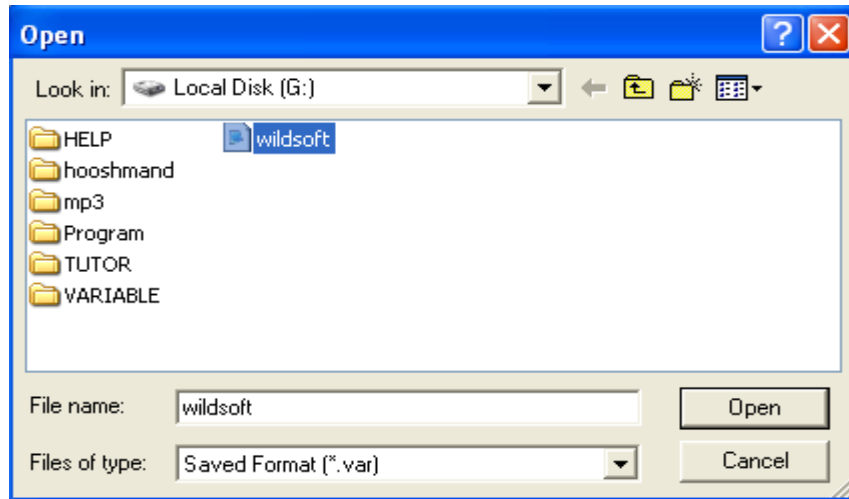 Open
Look in: Local Disk (G:)
HELP wildsoft
hooshmand
mp3
Program
TUTOR
VARIABLE
File name: wildsoft Open
Files of type: Saved Format (*.var) Cancel